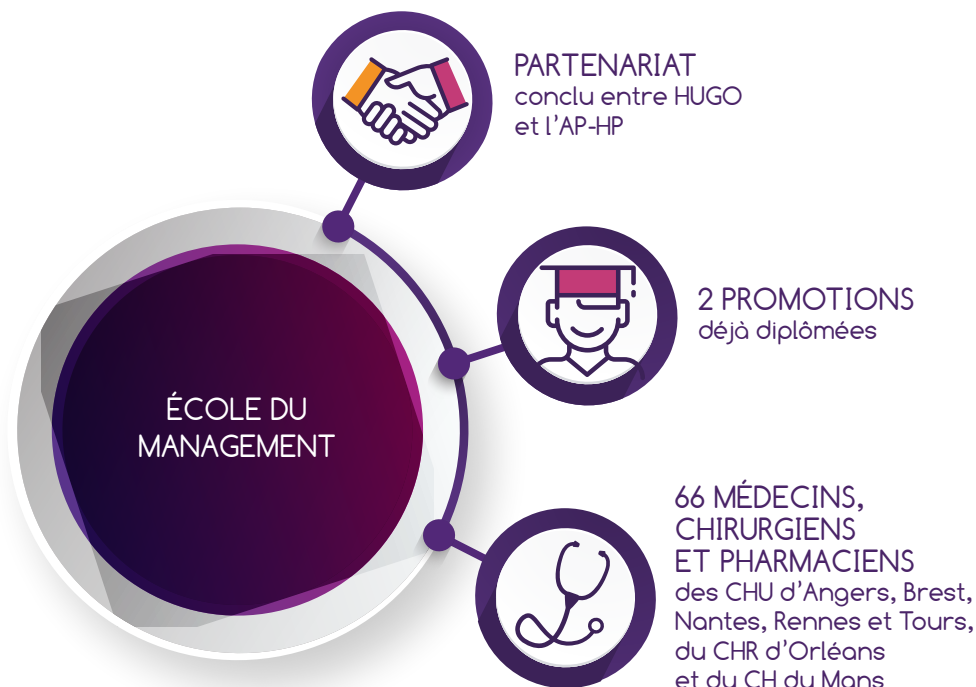 PARTENARIAT
conclu entre HUGO
et l'AP-HP
2 PROMOTIONS
déjà diplômées
ÉCOLE DU
MANAGEMENT
66 MÉDECINS,
CHIRURGIENS
ET PHARMACIENS
des CHU d'Angers, Brest,
Nantes, Rennes et Tours,
du CHR d'Orléans
et du CH du Mans